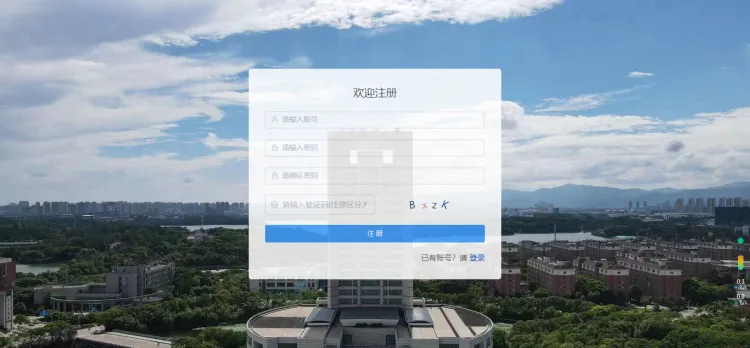 欢迎注册
请输入账号
请输入密码
请确认密码
请输入验证码(注意区分大
B x z K
注册
已有账号？请 登录